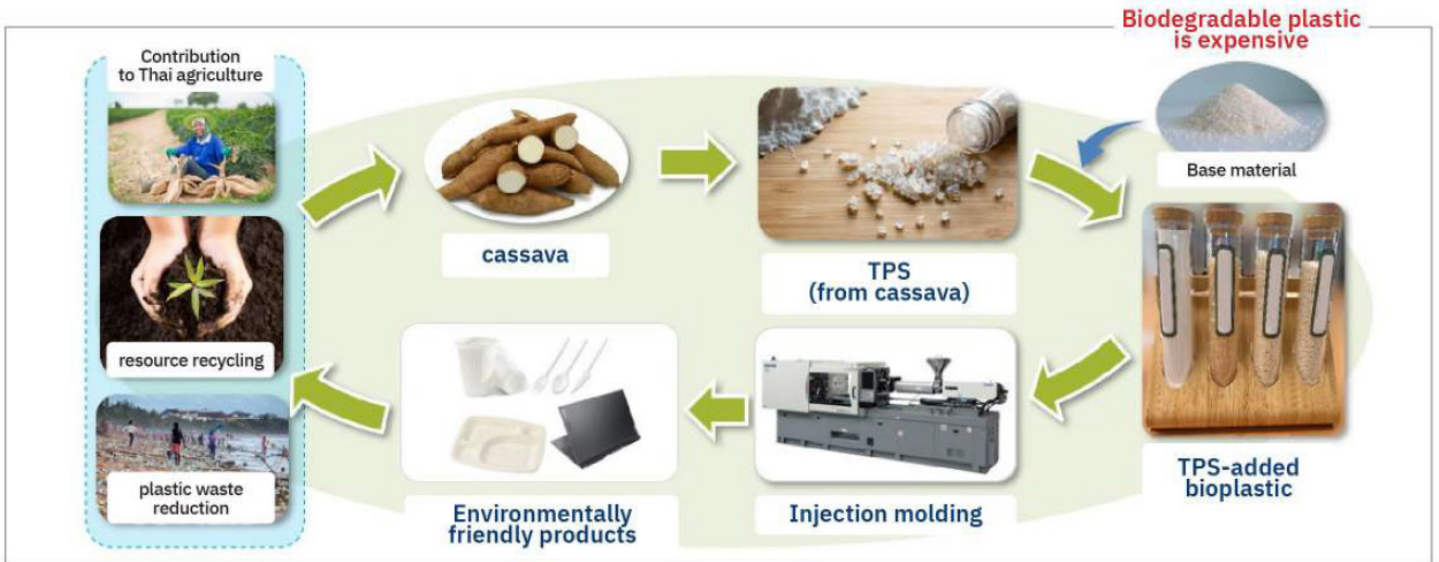 Biodegradable plastic
is expensive
Contribution
to Thai agriculture
Base material
cassava
TPS
(from cassava)
resource recycling
TPS-added
bioplastic
plastic waste
reduction
Environmentally
friendly products
Injection molding